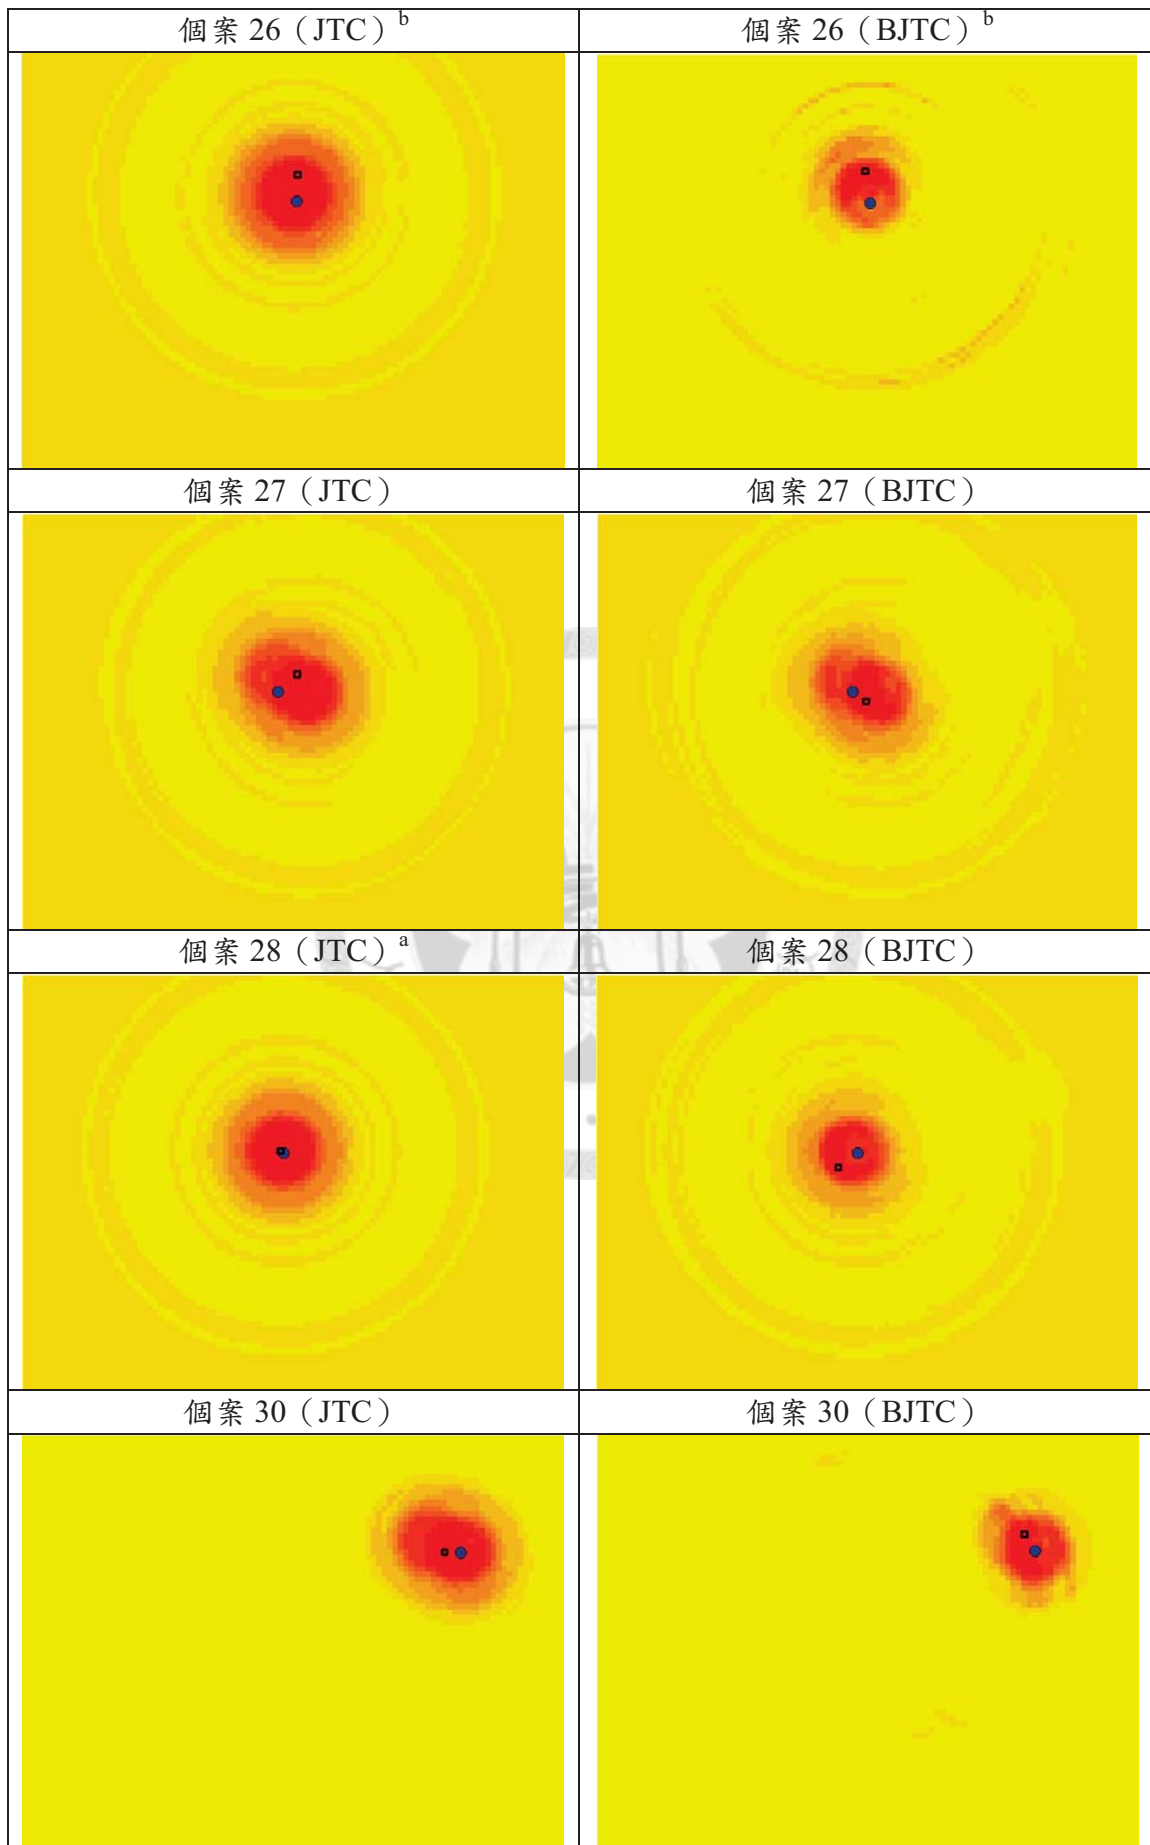 個案 26（JTC）b
個案 26（BJTC）b
個案 27（JTC）
個案 27（BJTC）
個案 28（JTC）a
個案 28（BJTC）
個案 30（JTC）
個案 30（BJTC）